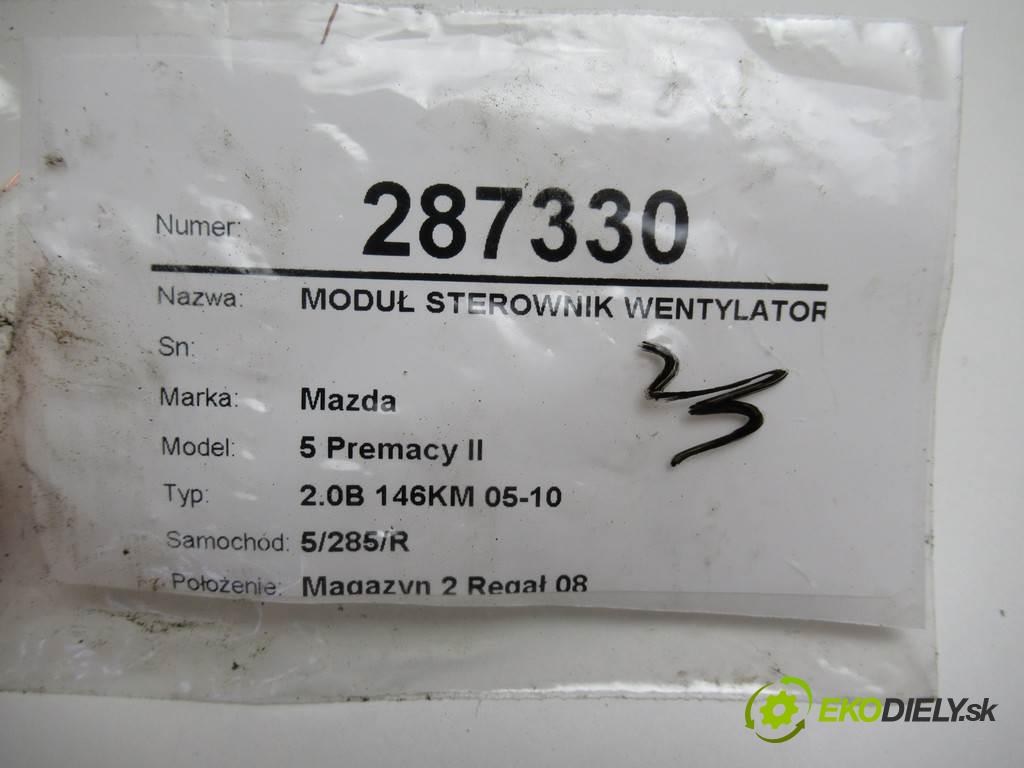 Numer: 287330
Nazwa: MODUŁ STEROWNIK WENTYLATOR
Sn:
Marka: Mazda
Model: 5 Premacy II
Typ: 2.0B 146KM 05-10
Samochód: 5/285/R
Położenie: Magazyn 2 Regał 08
EKODIELY.sk